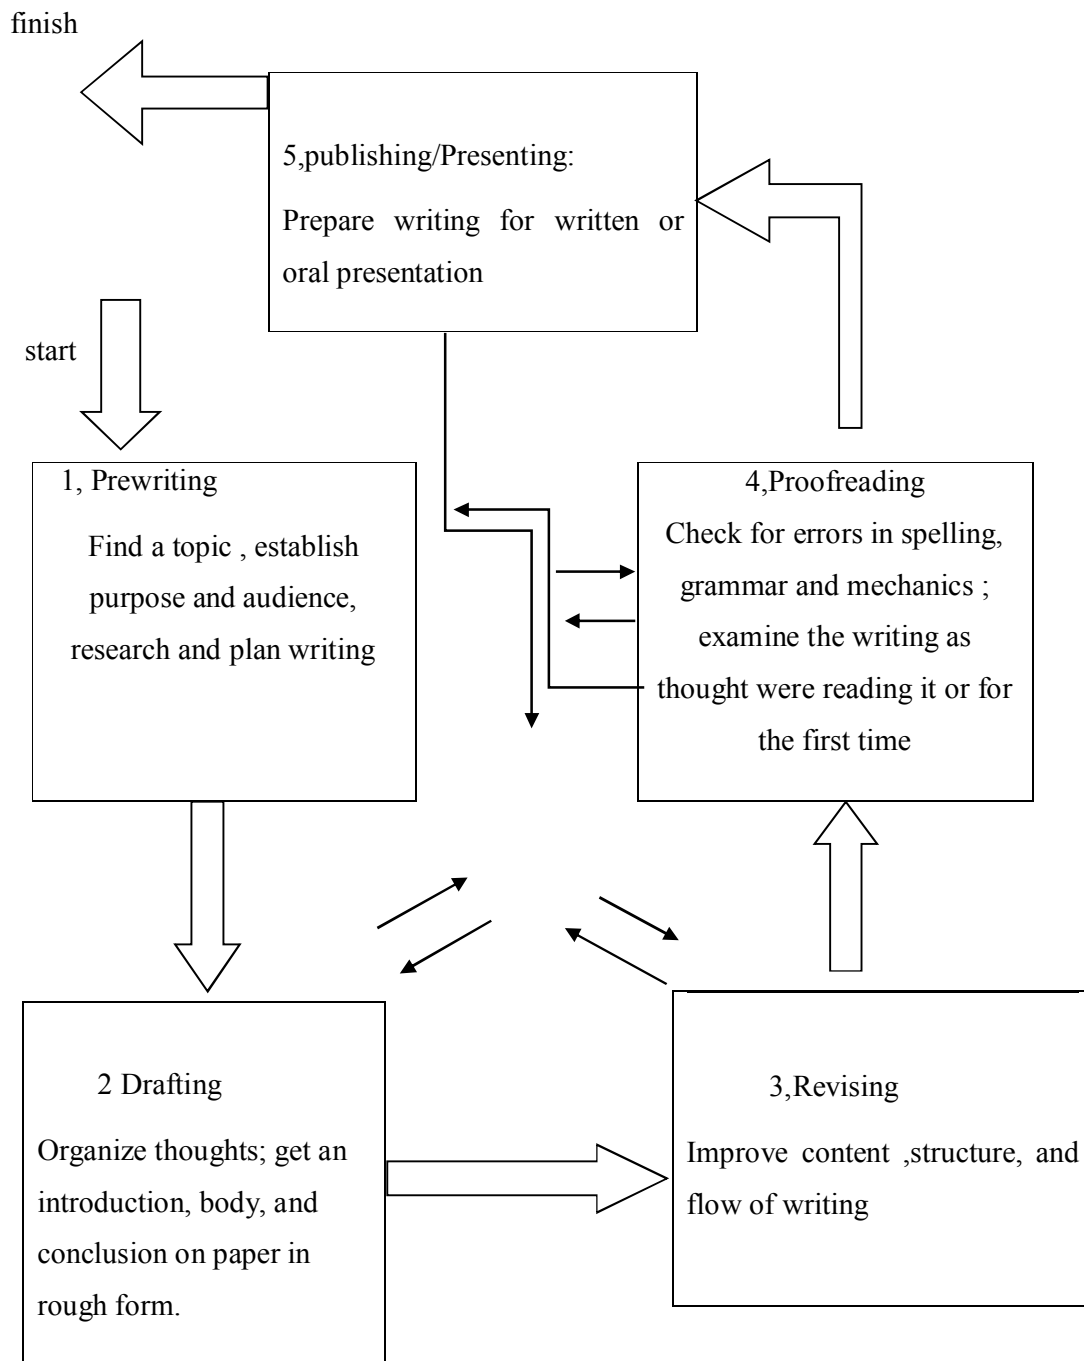 finish
5,publishing/Presenting:
Prepare writing for written or
oral presentation
start
1, Prewriting
Find a topic , establish
purpose and audience,
research and plan writing
4,Proofreading
Check for errors in spelling,
grammar and mechanics ;
examine the writing as
thought were reading it or for
the first time
2 Drafting
Organize thoughts; get an
introduction, body, and
conclusion on paper in
rough form.
3,Revising
Improve content ,structure, and
flow of writing